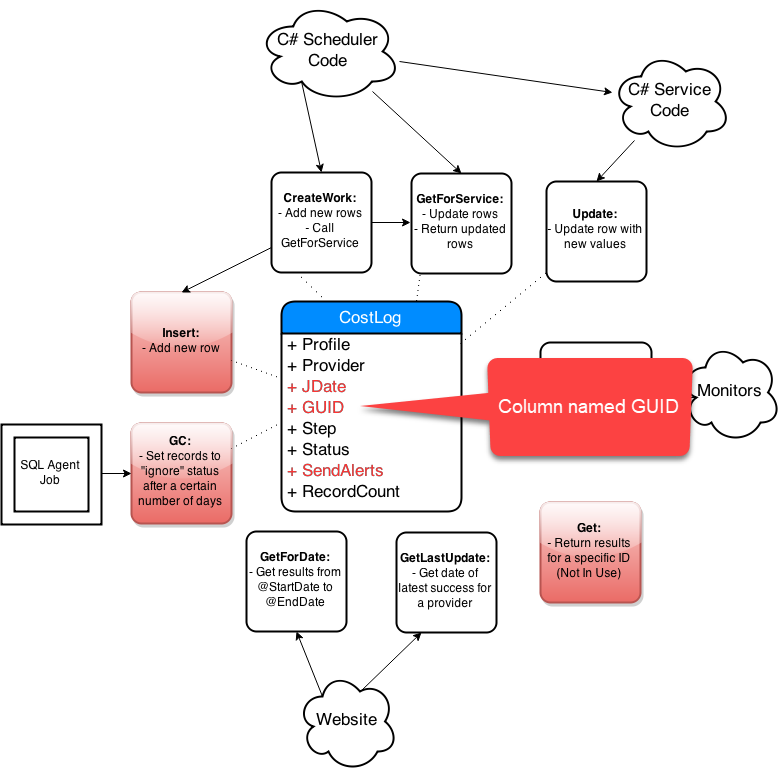 C# Scheduler
Code
C# Service
Code
CreateWork:
- Add new rows
- Call
GetForService
GetForService:
- Update rows
- Return updated
rows
Update:
- Update row with
new values
Insert:
- Add new row
CostLog
+ Profile
+ Provider
+ JDate
+ GUID
+ Step
+ Status
+ SendAlerts
+ RecordCount
Column named GUID
Monitors
SQL Agent
Job
GC:
- Set records to
"ignore" status
after a certain
number of days
Get:
- Return results
for a specific ID
(Not In Use)
GetForDate:
- Get results from
@StartDate to
@EndDate
GetLastUpdate:
- Get date of
latest success for
a provider
Website